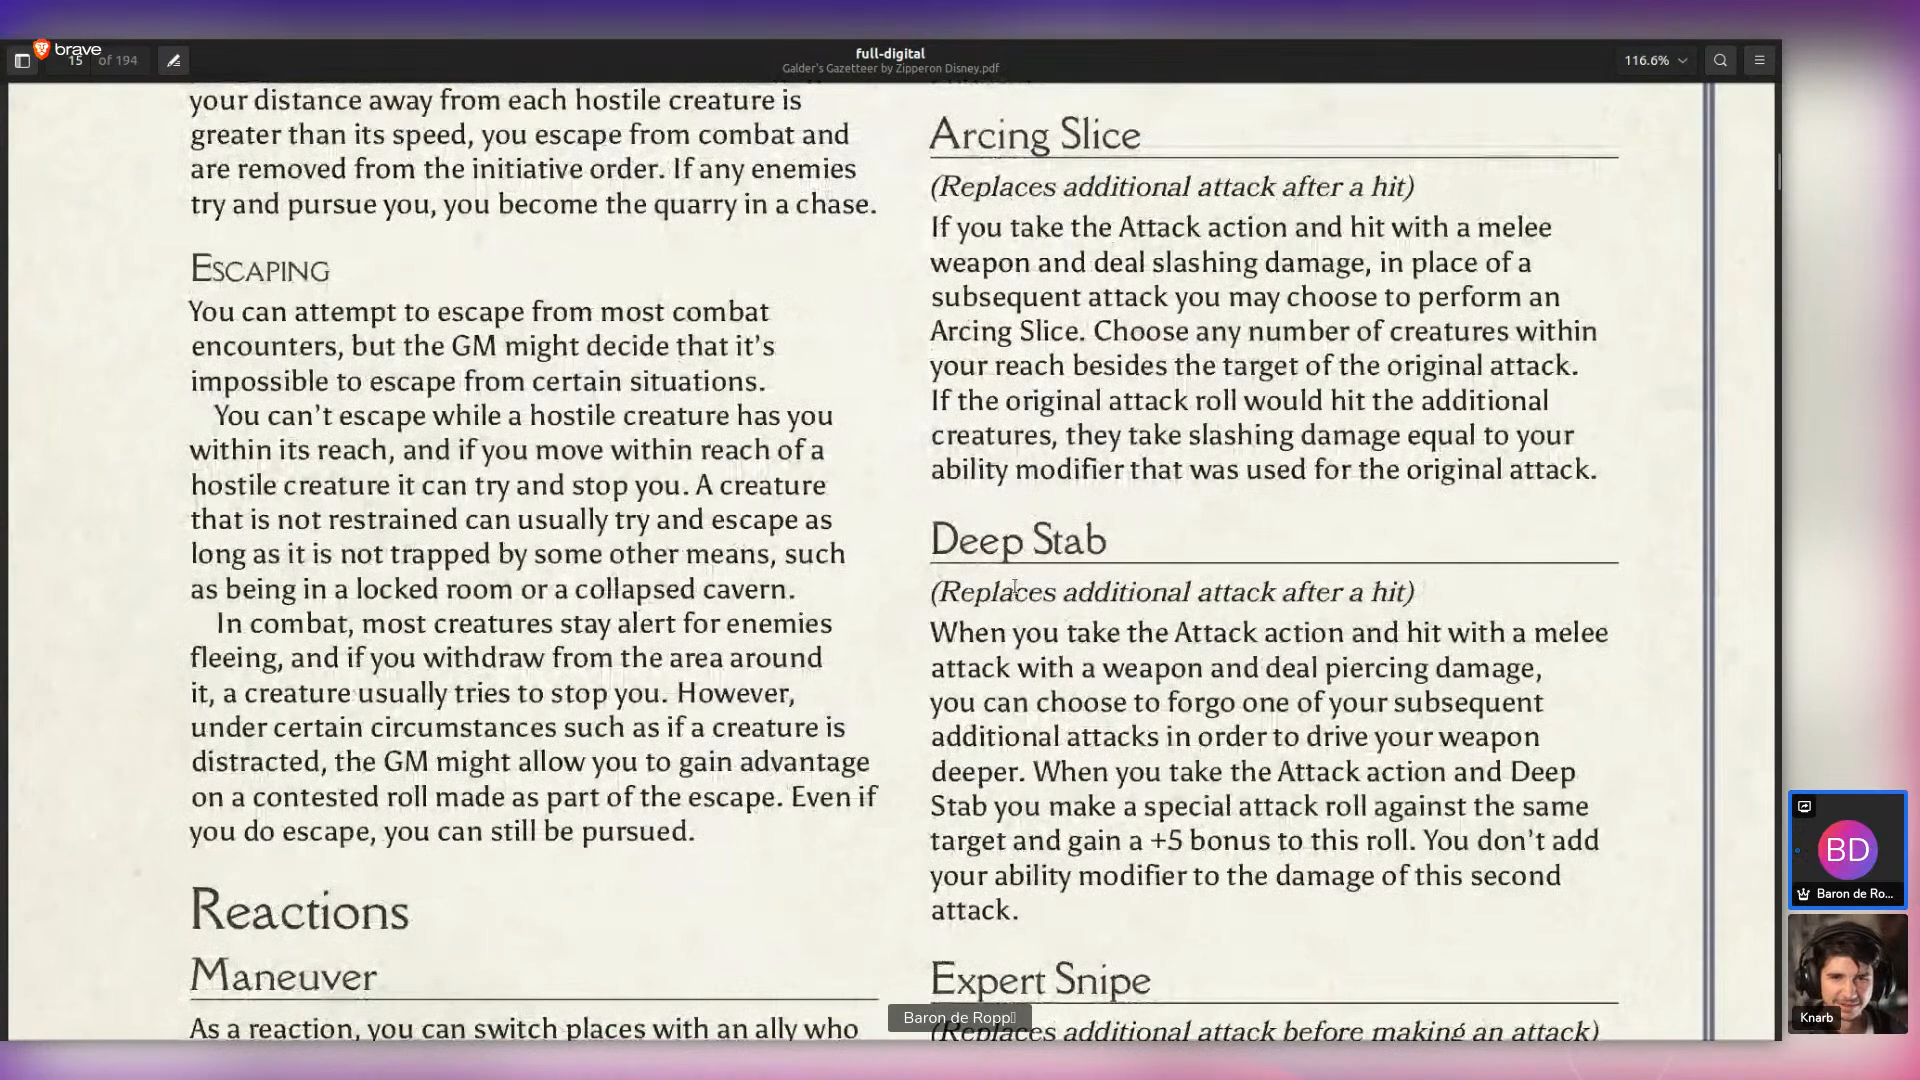 brave
15 of 194
full-digital
Galder's Gazetteer by Zipperon Disney.pdf
116.6%
your distance away from each hostile creature is
greater than its speed, you escape from combat and
are removed from the initiative order. If any enemies
try and pursue you, you become the quarry in a chase.
Escaping
You can attempt to escape from most combat
encounters, but the GM might decide that it's
impossible to escape from certain situations.
You can't escape while a hostile creature has you
within its reach, and if you move within reach of a
hostile creature it can try and stop you. A creature
that is not restrained can usually try and escape as
long as it is not trapped by some other means, such
as being in a locked room or a collapsed cavern.
In combat, most creatures stay alert for enemies
fleeing, and if you withdraw from the area around
it, a creature usually tries to stop you. However,
under certain circumstances such as if a creature is
distracted, the GM might allow you to gain advantage
on a contested roll made as part of the escape. Even if
you do escape, you can still be pursued.
Reactions
Maneuver
As a reaction, you can switch places with an ally who
Arcing Slice
(Replaces additional attack after a hit)
If you take the Attack action and hit with a melee
weapon and deal slashing damage, in place of a
subsequent attack you may choose to perform an
Arcing Slice. Choose any number of creatures within
your reach besides the target of the original attack.
If the original attack roll would hit the additional
creatures, they take slashing damage equal to your
ability modifier that was used for the original attack.
Deep Stab
(Replaces additional attack after a hit)
When you take the Attack action and hit with a melee
attack with a weapon and deal piercing damage,
you can choose to forgo one of your subsequent
additional attacks in order to drive your weapon
deeper. When you take the Attack action and Deep
Stab you make a special attack roll against the same
target and gain a +5 bonus to this roll. You don't add
your ability modifier to the damage of this second
attack.
Expert Snipe
(Replaces additional attack before making an attack)
Baron de Ropp
BD
Baron de Ro...
Knarb